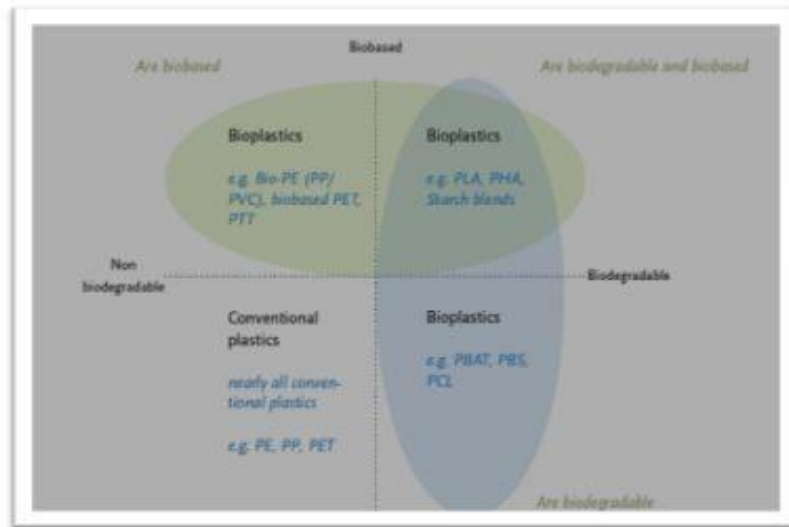 Biobased
Are biobased
Are biodegradable and biobased
Bioplastics
e.g. Bio-PE (PP/
PVC), biobased PET,
PTT
Bioplastics
e.g. PLA, PHA,
Starch blends
Non
biodegradable
Biodegradable
Conventional
plastics
nearly all conven-
tional plastics
e.g. PE, PP, PET
Bioplastics
e.g. PBAT, PBS,
PCL
Are biodegradable